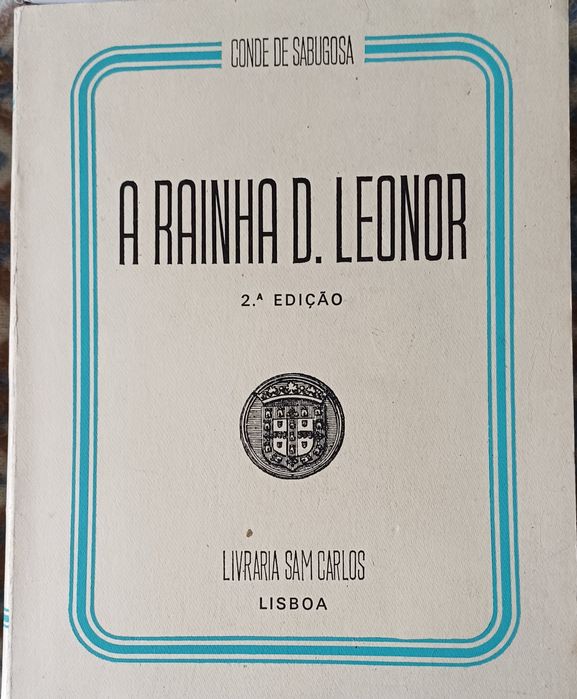 CONDE DE SABUGOSA
A RAINHA D. LEONOR
2.ª EDIÇÃO
LIVRARIA SAM CARLOS
LISBOA